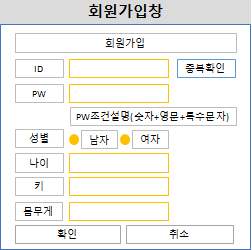 회원가입창
회원가입
ID 중복확인
PW
PW조건설명(숫자+영문+특수문자)
성별 남자 여자
나이
키
몸무게
확인 취소